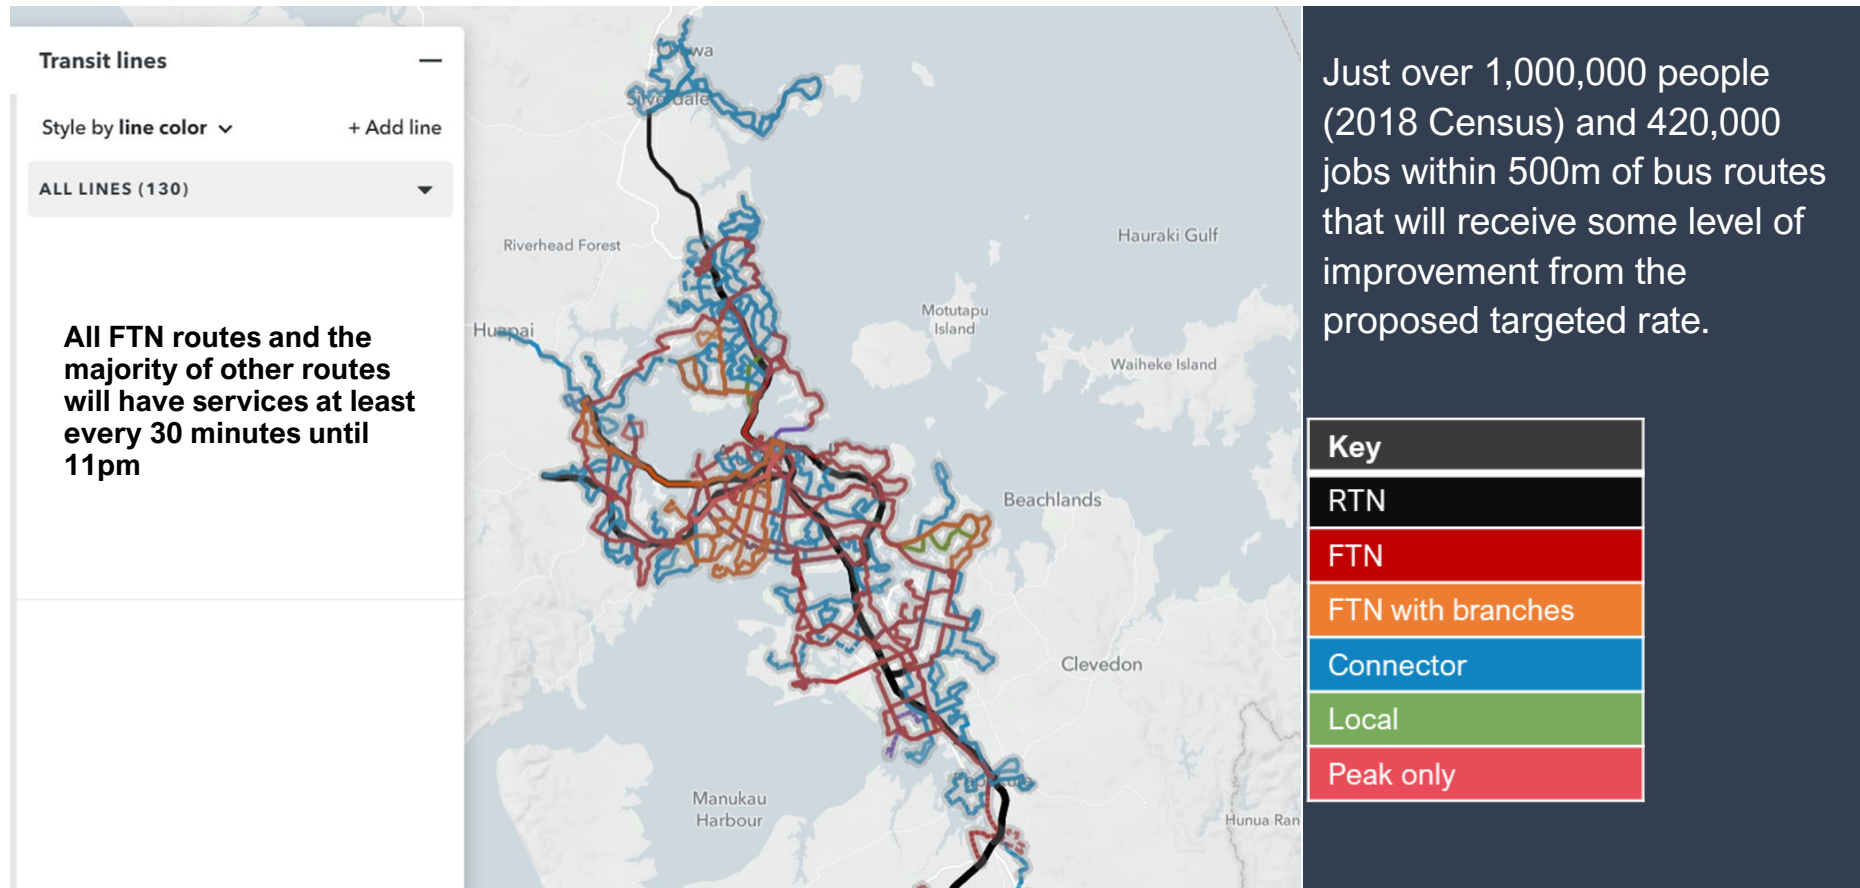 Transit lines
Style by line color
+ Add line
ALL LINES (130)
All FTN routes and the
majority of other routes
will have services at least
every 30 minutes until
11pm
Silverdale
Riverhead Forest
Hauraki Gulf
Motutapu
Island
Huapai
Waiheke Island
Beachlands
Clevedon
Manukau
Harbour
Hunua Ran
Just over 1,000,000 people
(2018 Census) and 420,000
jobs within 500m of bus routes
that will receive some level of
improvement from the
proposed targeted rate.
Key
RTN
FTN
FTN with branches
Connector
Local
Peak only